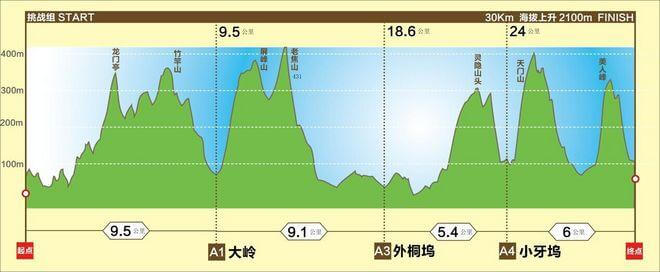 挑战组 START
30Km 海拔上升 2100m FINISH
9.5公里
18.6公里
24公里
400m
300m
200m
100m
龙门亭
竹竿山
屏峰山
老焦山
431
灵隐山头
天门山
美人峰
9.5公里
9.1公里
5.4公里
6公里
起点
A1 大岭
A3 外桐坞
A4 小牙坞
终点